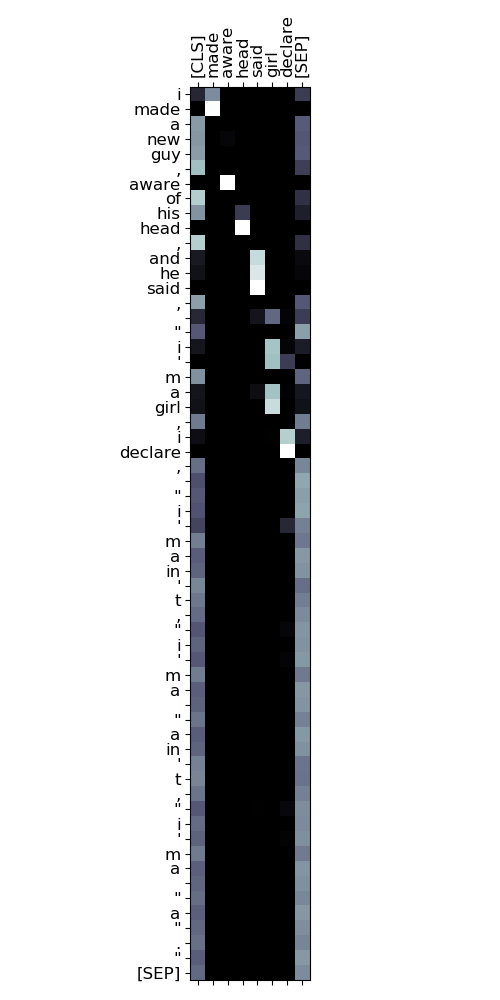 [CLS] made aware head said girl declare [SEP]
i
made
a
new
guy
,
aware
of
his
head
,
and
he
said
,
"
i
'
m
a
girl
,
i
declare
,
"
i
'
m
a
in
'
t
,
"
i
'
m
a
"
a
in
'
t
,
"
i
'
m
a
"
a
"
.
"
[SEP]